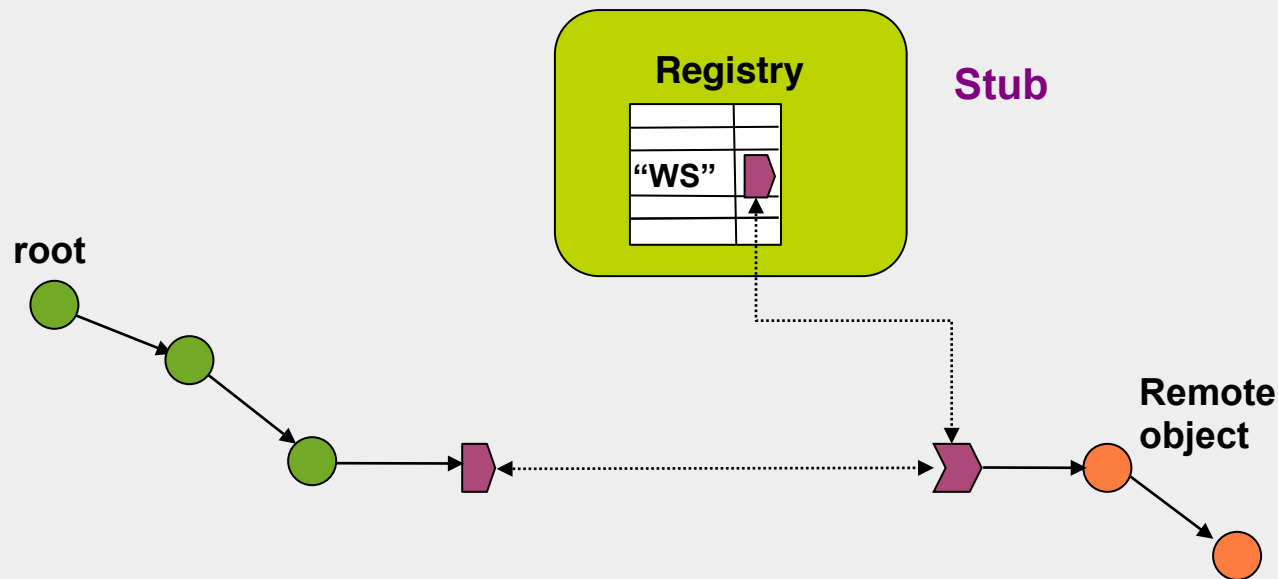 Registry
Stub
“WS”
root
Remote
object